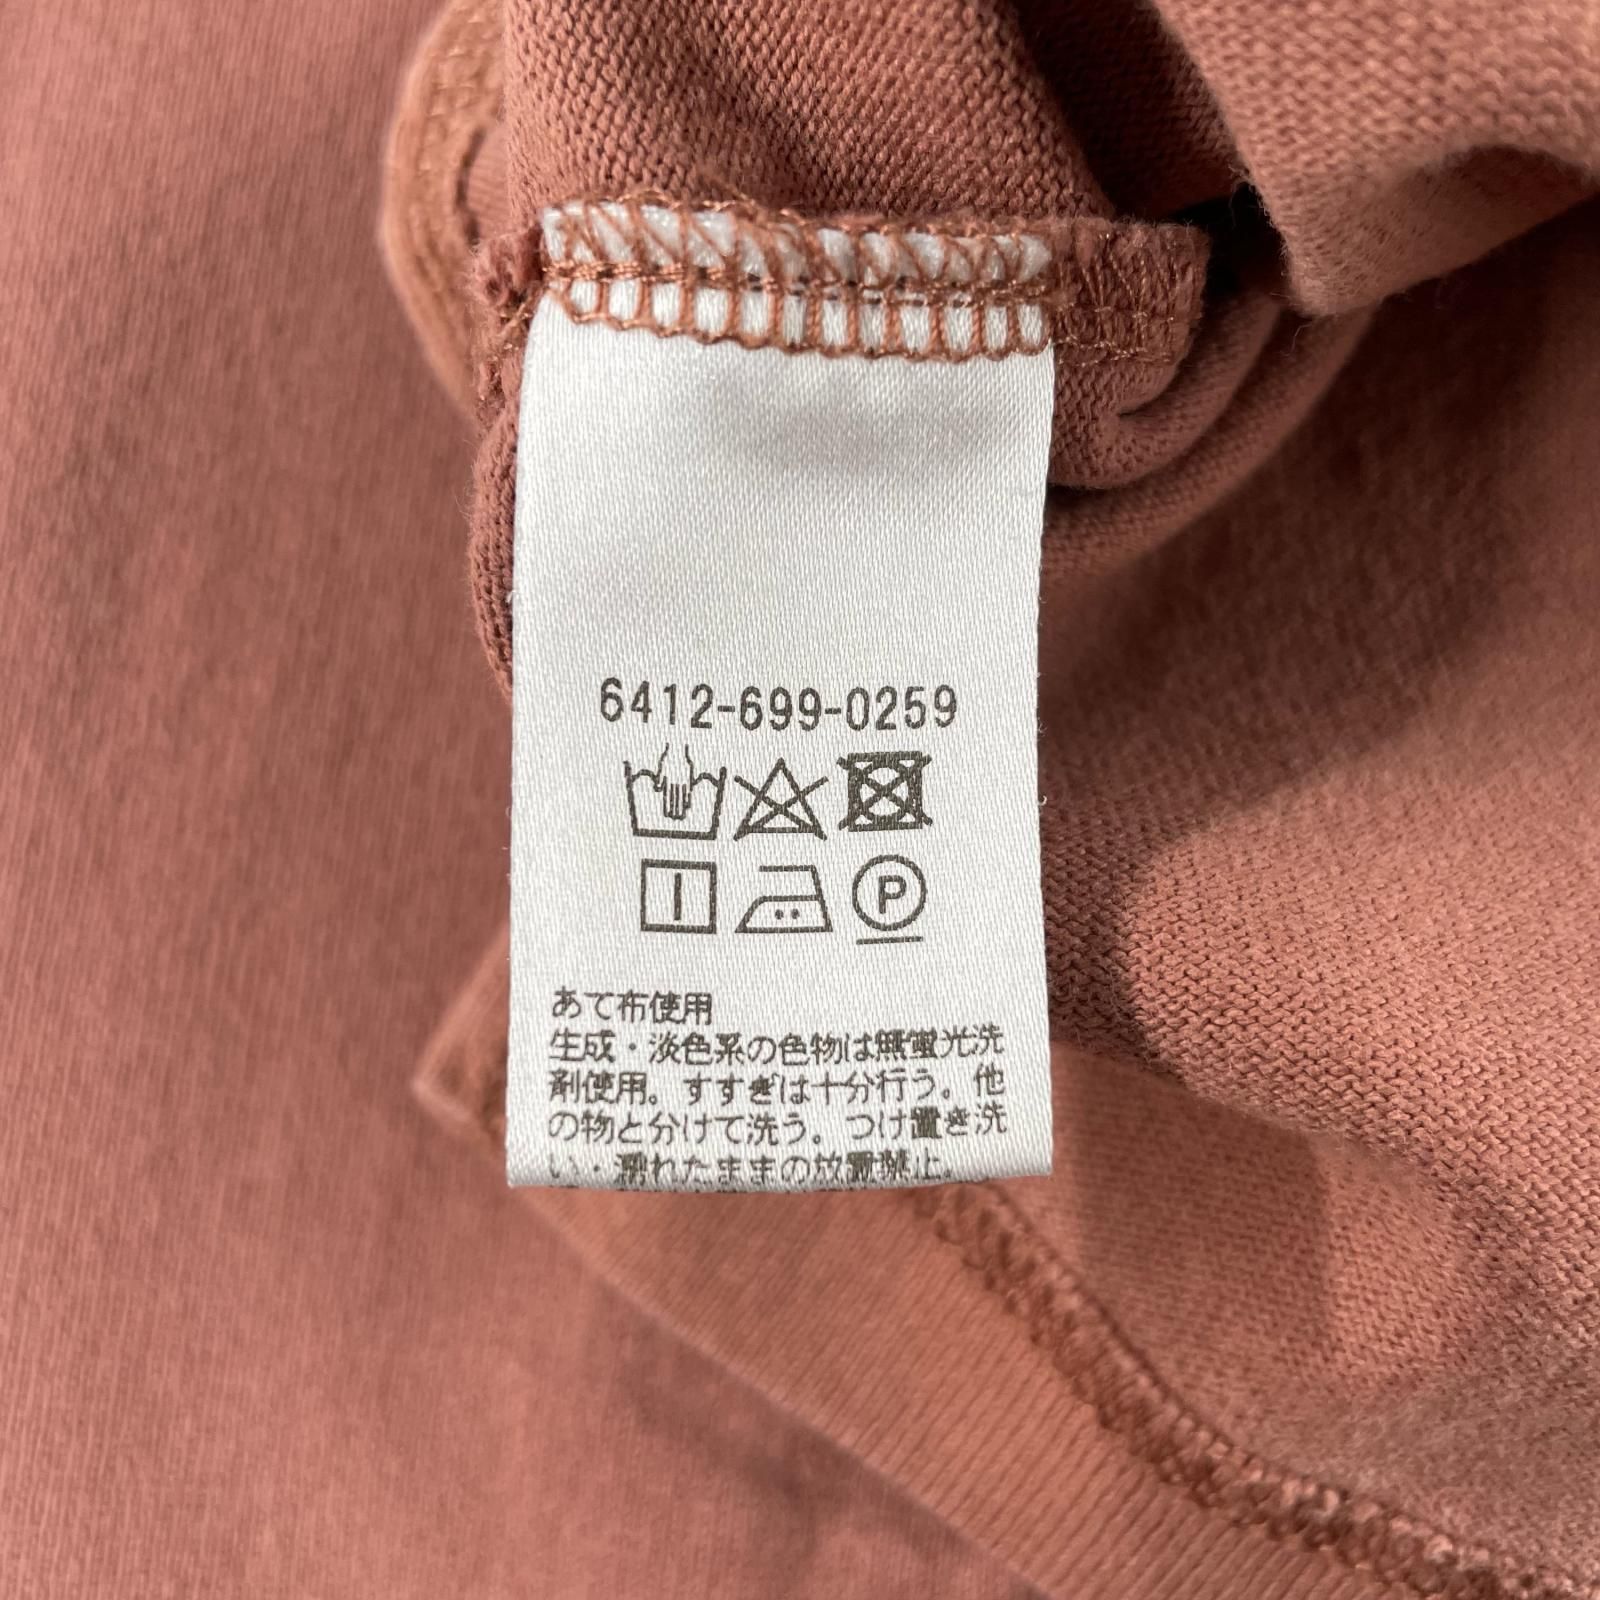 6412-699-0259
P
あて布使用
生成・淡色系の色物は無蛍光洗
剤使用。すすぎは十分行う。他
の物と分けて洗う。つけ置き洗
い・濡れたままの放置禁止。